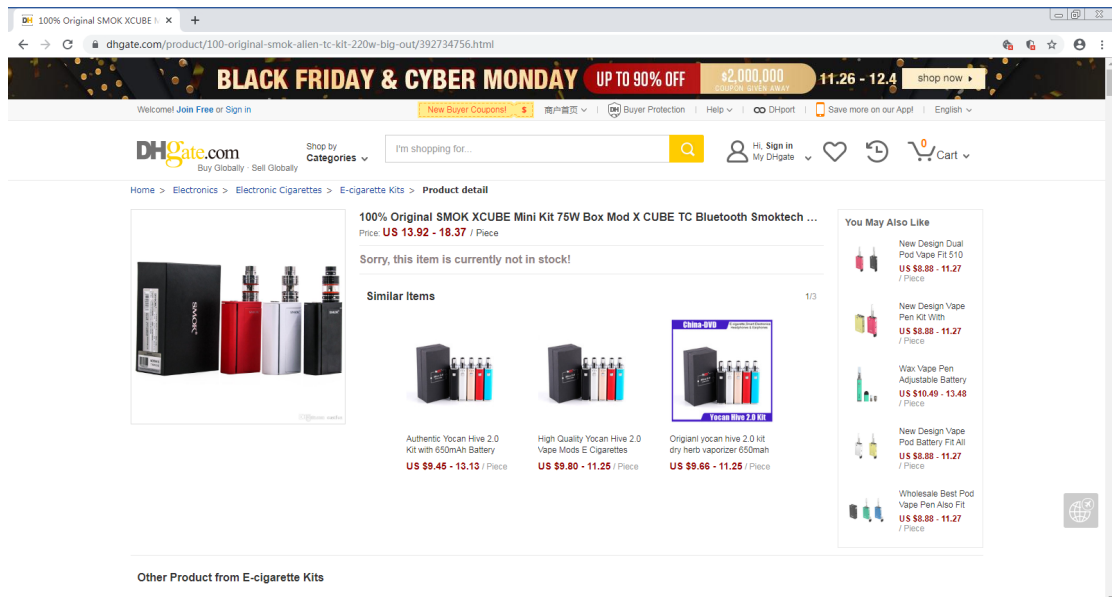 100% Original SMOK XCUBE M
dhgate.com/product/100-original-smok-alien-tc-kit-220w-big-out/392734756.html
BLACK FRIDAY & CYBER MONDAY UP TO 90% OFF $2,000,000 COUPON GIVEN AWAY 11.26 - 12.4 shop now
Welcome! Join Free or Sign in
New Buyer Coupons! $ 商户首页 DH Buyer Protection Help DHport Save more on our App! English
DHgate.com
Buy Globally · Sell Globally
Shop by
Categories
I'm shopping for...
Hi, Sign in
My DHgate
0
Cart
Home > Electronics > Electronic Cigarettes > E-cigarette Kits > Product detail
SMOK
100% Original SMOK XCUBE Mini Kit 75W Box Mod X CUBE TC Bluetooth Smoktech ...
Price: US 13.92 - 18.37 / Piece
Sorry, this item is currently not in stock!
Similar Items
1/3
China-DVD
Yocan Hive 2.0 Kit
Authentic Yocan Hive 2.0
Kit with 650mAh Battery
US $9.45 - 13.13 / Piece
High Quality Yocan Hive 2.0
Vape Mods E Cigarettes
US $9.80 - 11.25 / Piece
Origianl yocan hive 2.0 kit
dry herb vaporizer 650mah
US $9.66 - 11.25 / Piece
You May Also Like
New Design Dual
Pod Vape Fit 510
US $8.88 - 11.27
/ Piece
New Design Vape
Pen Kit With
US $8.88 - 11.27
/ Piece
Wax Vape Pen
Adjustable Battery
US $10.49 - 13.48
/ Piece
New Design Vape
Pod Battery Fit All
US $8.88 - 11.27
/ Piece
Wholesale Best Pod
Vape Pen Also Fit
US $8.88 - 11.27
/ Piece
Other Product from E-cigarette Kits